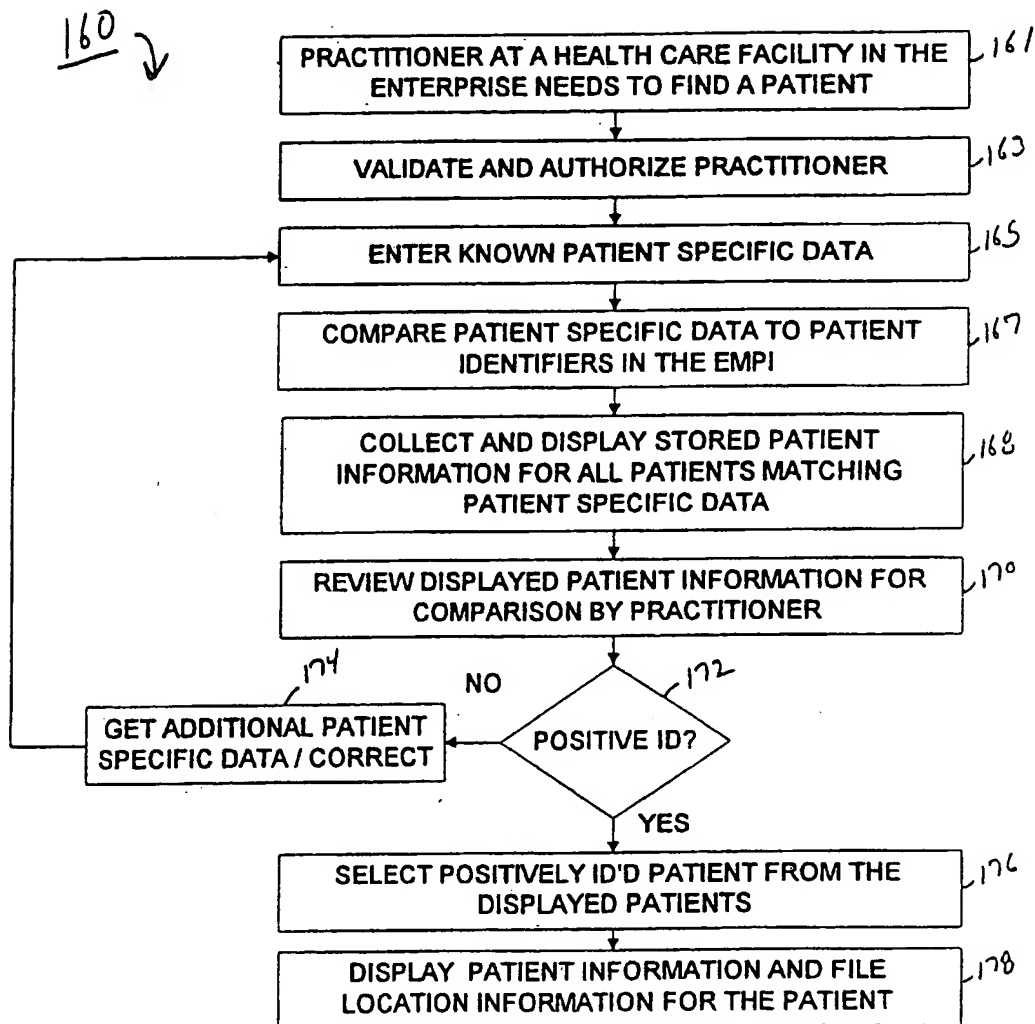 160
PRACTITIONER AT A HEALTH CARE FACILITY IN THE
ENTERPRISE NEEDS TO FIND A PATIENT
161
VALIDATE AND AUTHORIZE PRACTITIONER
163
ENTER KNOWN PATIENT SPECIFIC DATA
165
COMPARE PATIENT SPECIFIC DATA TO PATIENT
IDENTIFIERS IN THE EMPI
167
COLLECT AND DISPLAY STORED PATIENT
INFORMATION FOR ALL PATIENTS MATCHING
PATIENT SPECIFIC DATA
168
REVIEW DISPLAYED PATIENT INFORMATION FOR
COMPARISON BY PRACTITIONER
170
174
NO
172
GET ADDITIONAL PATIENT
SPECIFIC DATA / CORRECT
POSITIVE ID?
YES
SELECT POSITIVELY ID'D PATIENT FROM THE
DISPLAYED PATIENTS
176
DISPLAY PATIENT INFORMATION AND FILE
LOCATION INFORMATION FOR THE PATIENT
178